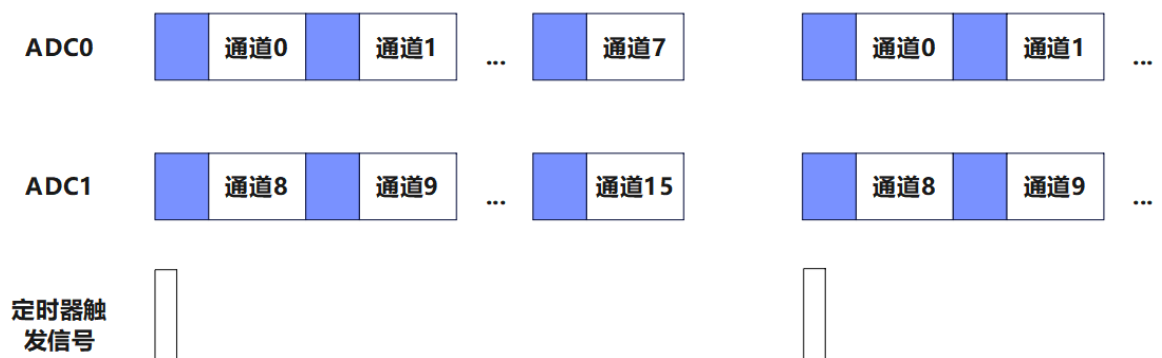 ADC0 通道0 通道1 ... 通道7 通道0 通道1 ...
ADC1 通道8 通道9 ... 通道15 通道8 通道9 ...
定时器触
发信号